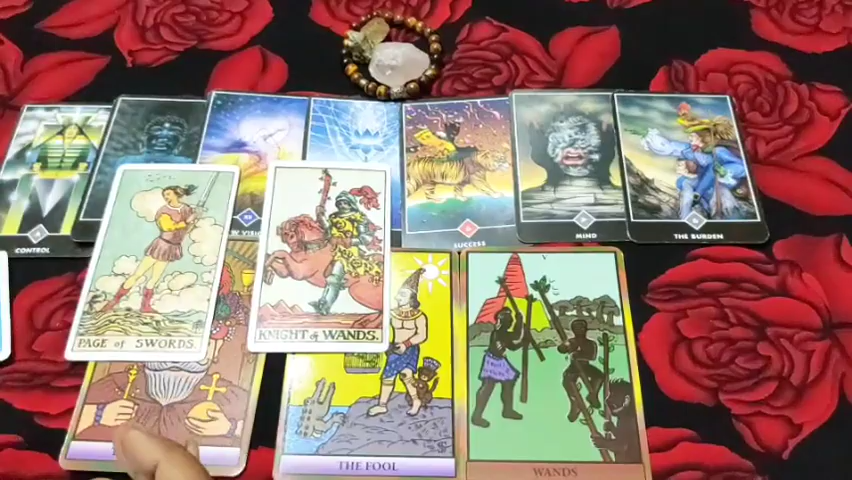 CONTROL
SUCCESS
MIND
THE BURDEN
PAGE of SWORDS.
KNIGHT of WANDS.
THE FOOL
WANDS